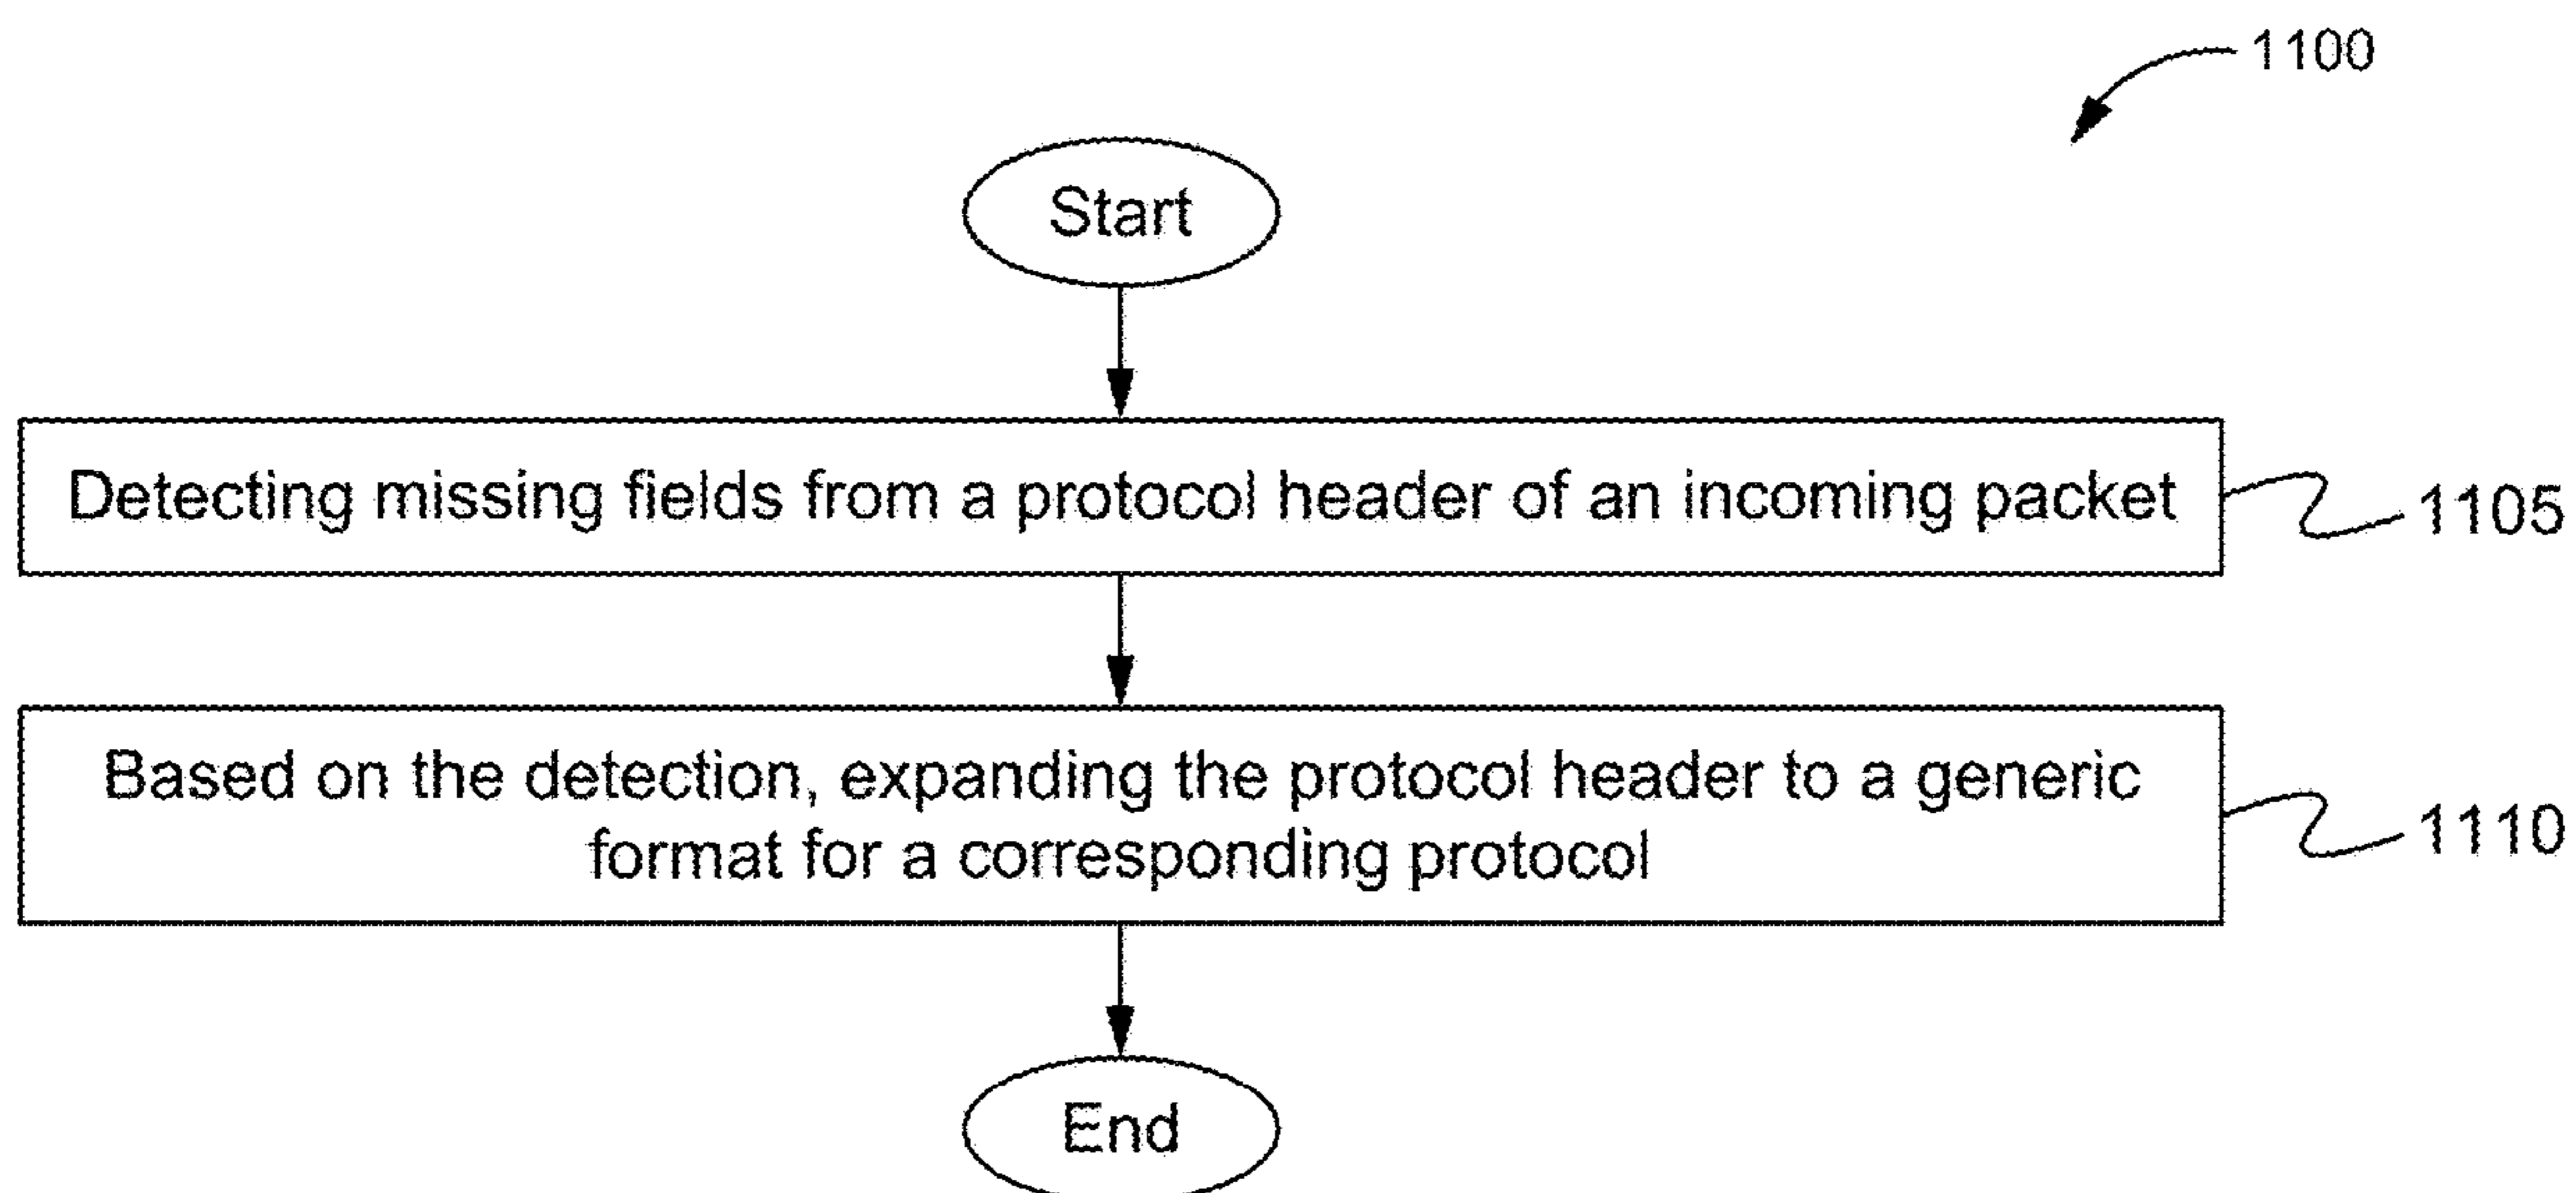 1100
Start
Detecting missing fields from a protocol header of an incoming packet
1105
Based on the detection, expanding the protocol header to a generic
format for a corresponding protocol
1110
End